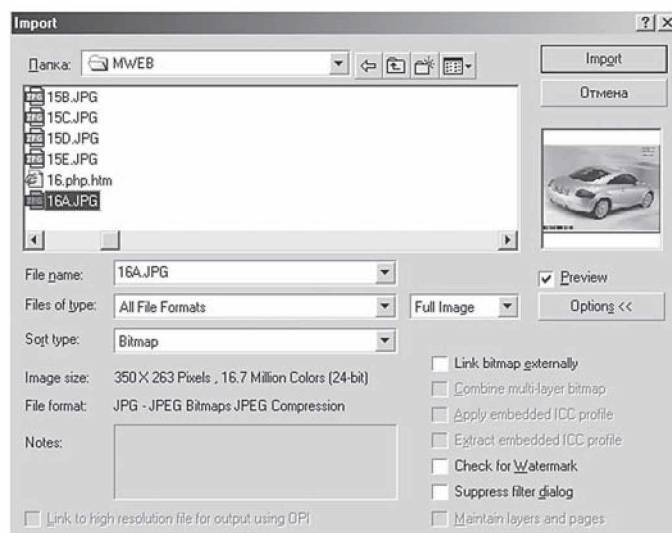 Import
Папка: MWEB
Import
Отмена
15B.JPG
15C.JPG
15D.JPG
15E.JPG
16.php.htm
16A.JPG
File name: 16A.JPG
Preview
Files of type: All File Formats Full Image
Options <<
Sort type: Bitmap
Image size: 350 X 263 Pixels , 16.7 Million Colors (24-bit)
File format: JPG - JPEG Bitmaps JPEG Compression
Notes:
Link bitmap externally
Combine multi-layer bitmap
Apply embedded ICC profile
Extract embedded ICC profile
Check for Watermark
Suppress filter dialog
Link to high resolution file for output using OPI
Maintain layers and pages